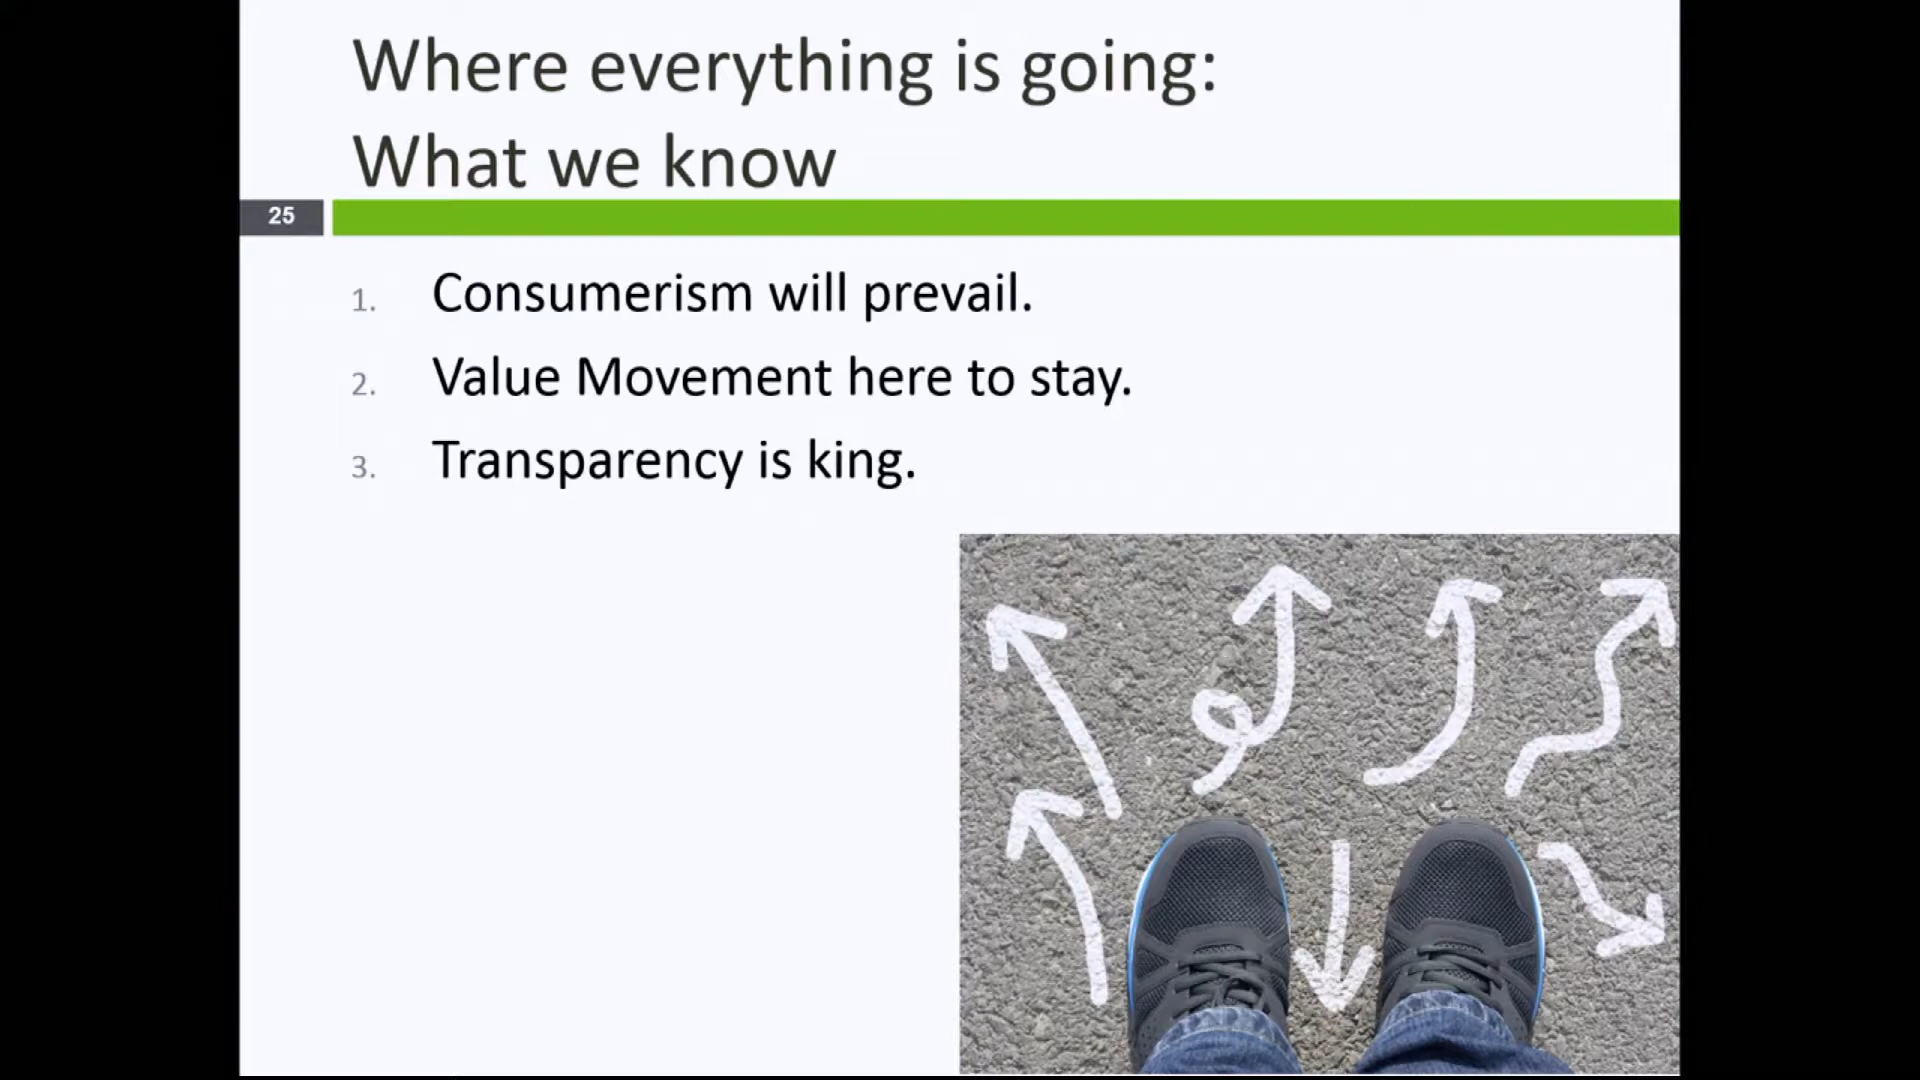 Where everything is going:
What we know
25
1. Consumerism will prevail.
2. Value Movement here to stay.
3. Transparency is king.